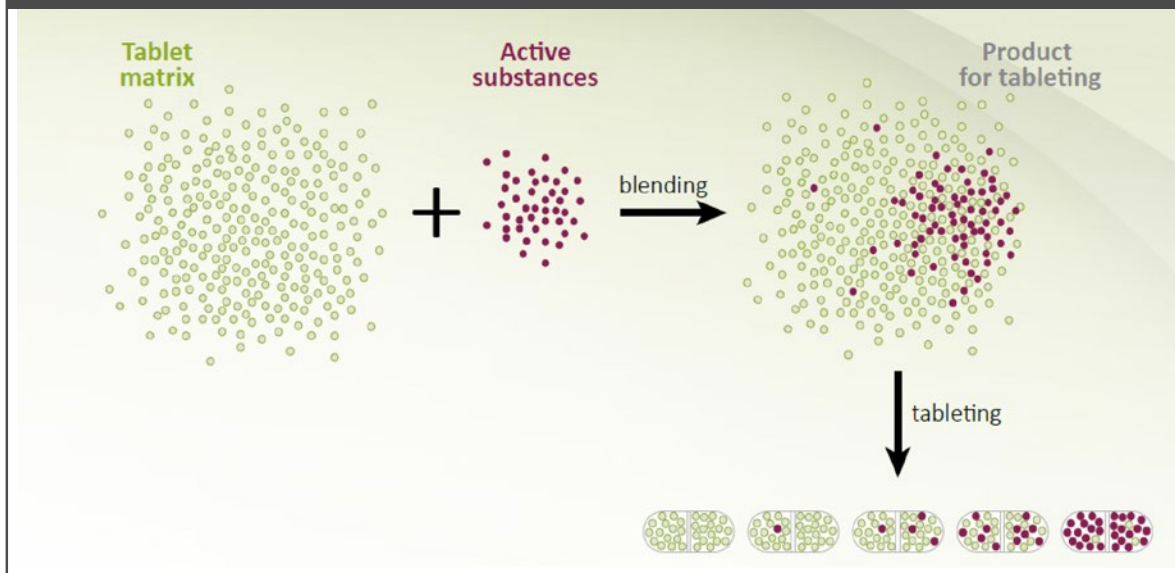 Tablet
matrix
Active
substances
Product
for tableting
blending
tableting